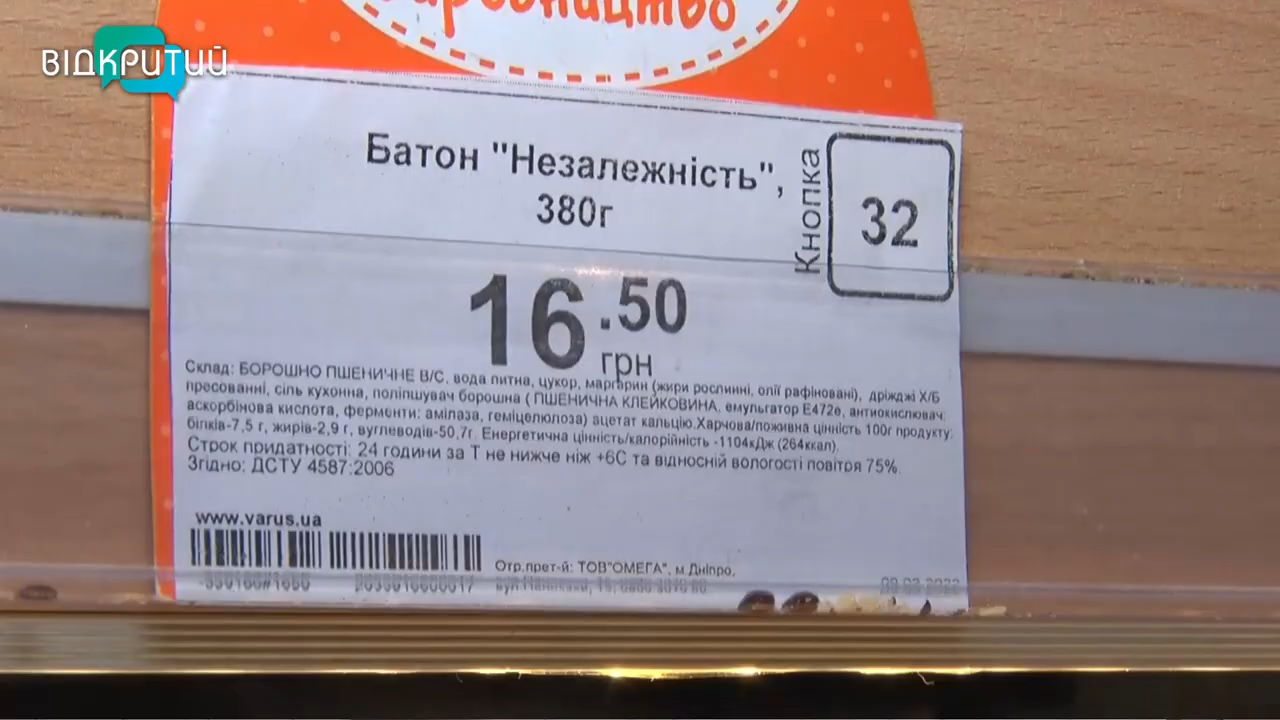 ВІДКРИТИЙ
Батон "Незалежність",
380г
Кнопка
32
16.50
грн
Склад: БОРОШНО ПШЕНИЧНЕ В/С, вода питна, цукор, маргарин (жири рослинні, олії рафіновані), дріжджі Х/Б
пресованні, сіль кухонна, поліпшувач борошна ( ПШЕНИЧНА КЛЕЙКОВИНА, емульгатор Е472е, антиокислювач:
аскорбінова кислота, ферменти: амілаза, геміцелюлоза) ацетат кальцію.Харчова/поживна цінність 100г продукту:
білків-7,5 г, жирів-2,9 г, вуглеводів-50,7г. Енергетична цінність/калорійність -1104кДж (264ккал).
Строк придатності: 24 години за Т не нижче ніж +6С та відносній вологості повітря 75%.
Згідно: ДСТУ 4587:2006
www.varus.ua
Отр.прет-й: ТОВ"ОМЕГА", м.Дніпро,